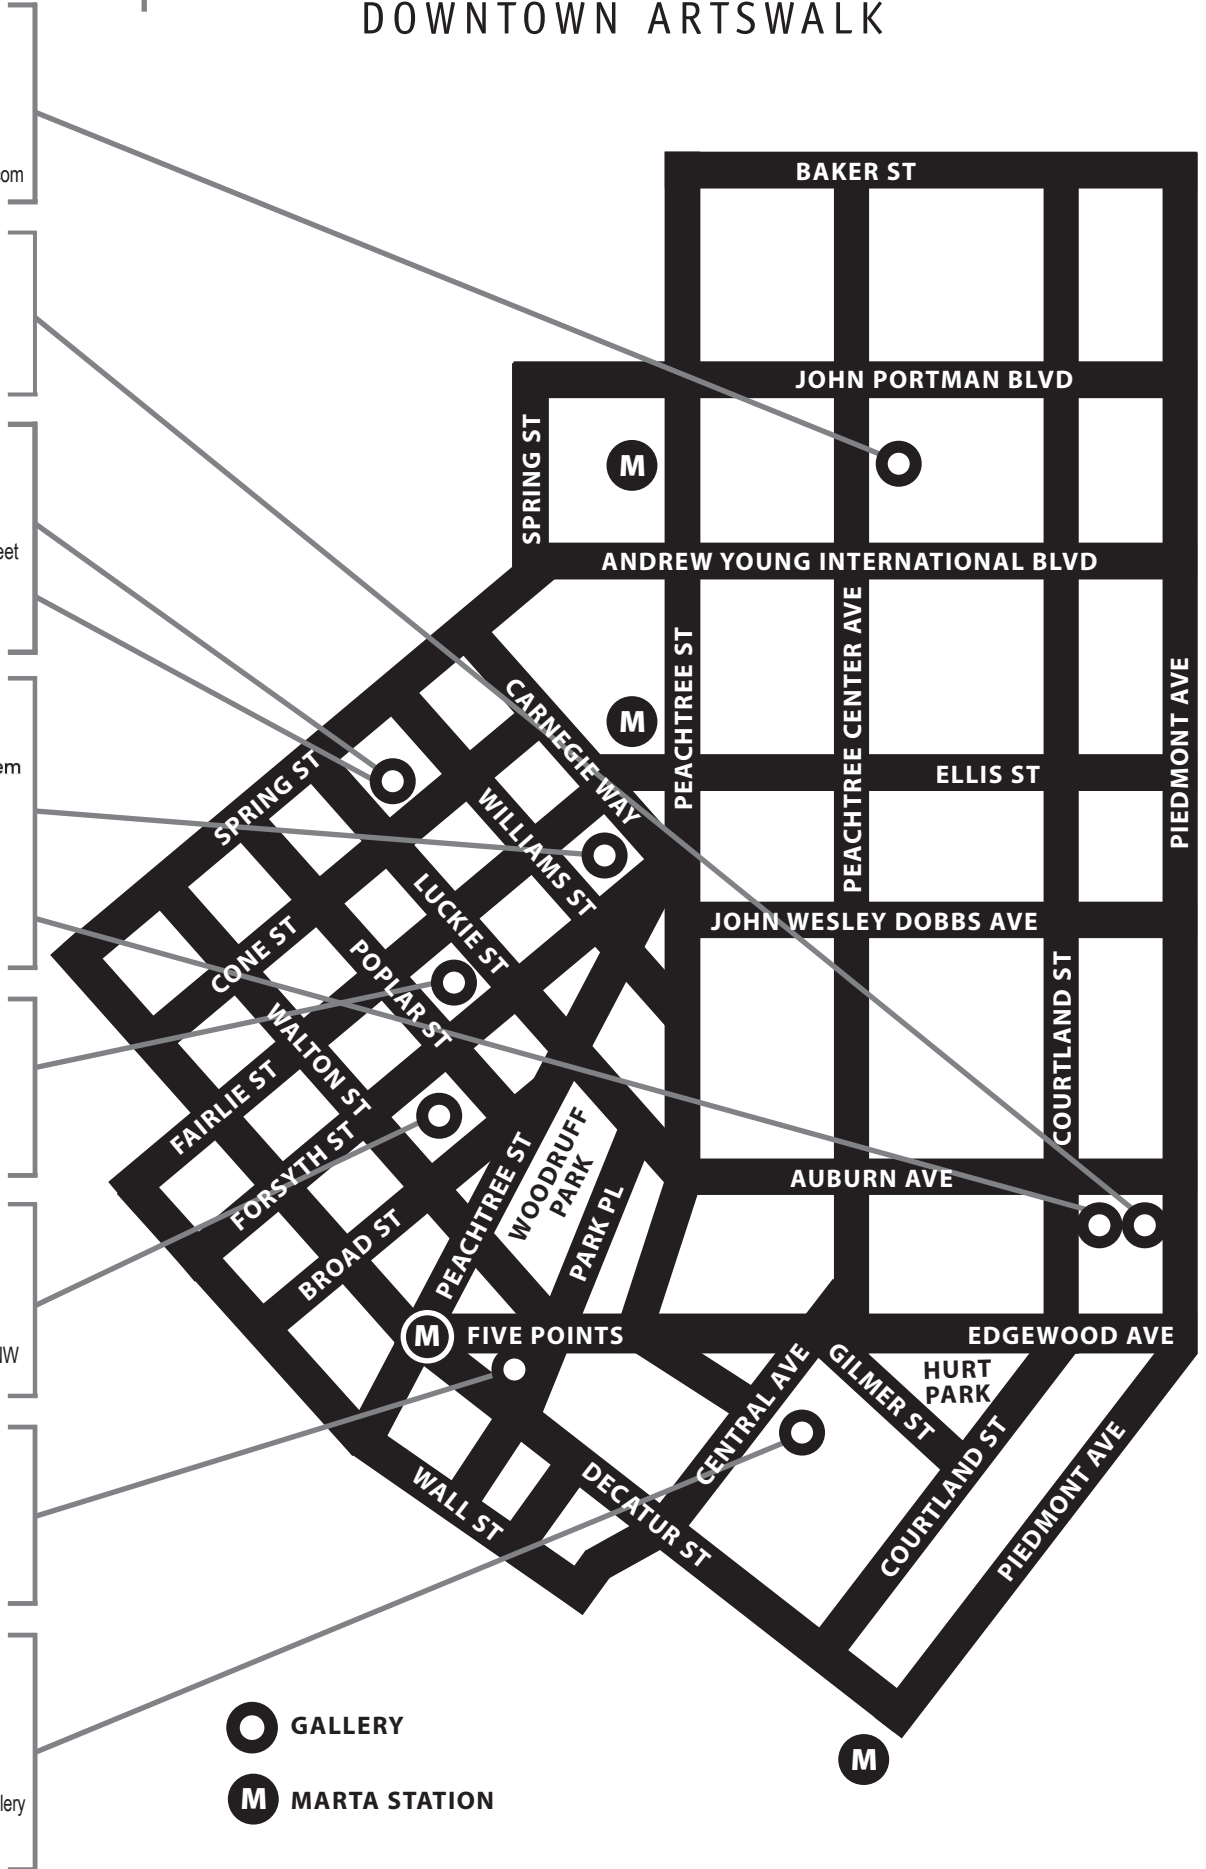 DOWNTOWN ARTSWALK
om
BAKER ST
JOHN PORTMAN BLVD
SPRING ST
M
eet
ANDREW YOUNG INTERNATIONAL BLVD
PEACHTREE ST
PEACHTREE CENTER AVE
PIEDMONT AVE
CARNEGIE WAY
M
em
SPRING ST
ELLIS ST
WILLIAMS ST
LUCKIE ST
JOHN WESLEY DOBBS AVE
CONE ST
POPLAR ST
COURTLAND ST
WALTON ST
FAIRLIE ST
FORSYTH ST
WOODRUFF
PARK
PEACHTREE ST
PARK PL
AUBURN AVE
BROAD ST
M
FIVE POINTS
EDGEWOOD AVE
NW
HURT
PARK
GILMER ST
CENTRAL AVE
COURTLAND ST
PIEDMONT AVE
WALL ST
DECATUR ST
GALLERY
M
M
MARTA STATION
lery